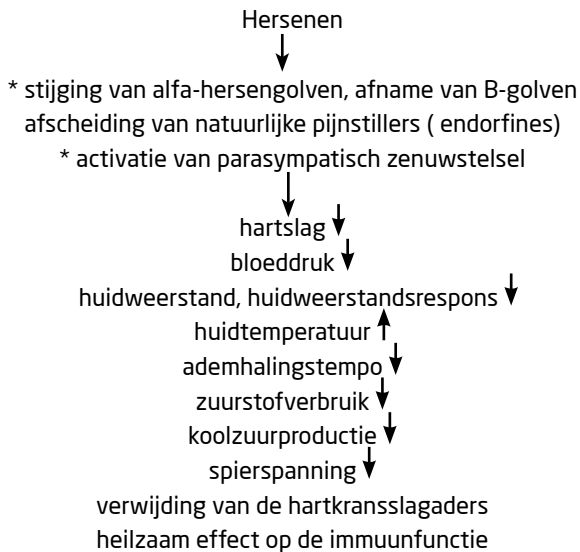 Hersenen
↓
* stijging van alfa-hersengolven, afname van B-golven
afscheiding van natuurlijke pijnstillers ( endorfines)
* activatie van parasympatisch zenuwstelsel
↓
hartslag ↓
bloeddruk ↓
huidweerstand, huidweerstandsrespons ↓
huidtemperatuur ↑
ademhalingstempo ↓
zuurstofverbruik ↓
koolzuurproductie ↓
spierspanning ↓
verwijding van de hartkransslagaders
heilzaam effect op de immuunfunctie